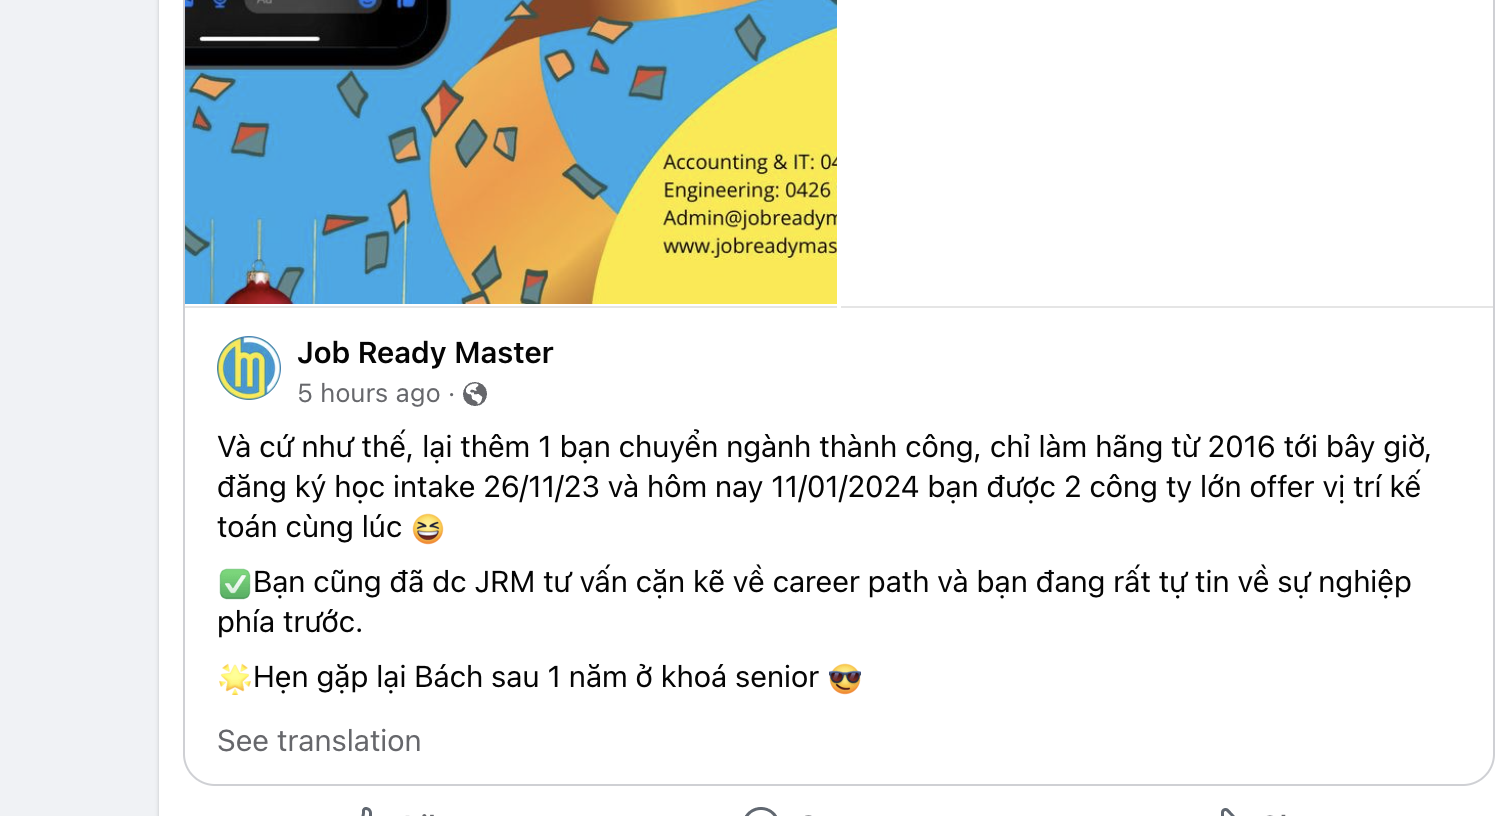 Aa
Accounting & IT: 04
Engineering: 0426
Admin@jobreadym
www.jobreadymas
Job Ready Master
5 hours ago ·
Và cứ như thế, lại thêm 1 bạn chuyển ngành thành công, chỉ làm hãng từ 2016 tới bây giờ,
đăng ký học intake 26/11/23 và hôm nay 11/01/2024 bạn được 2 công ty lớn offer vị trí kế
toán cùng lúc 😆
✅Bạn cũng đã dc JRM tư vấn cặn kẽ về career path và bạn đang rất tự tin về sự nghiệp
phía trước.
🌟Hẹn gặp lại Bách sau 1 năm ở khoá senior 😎
See translation